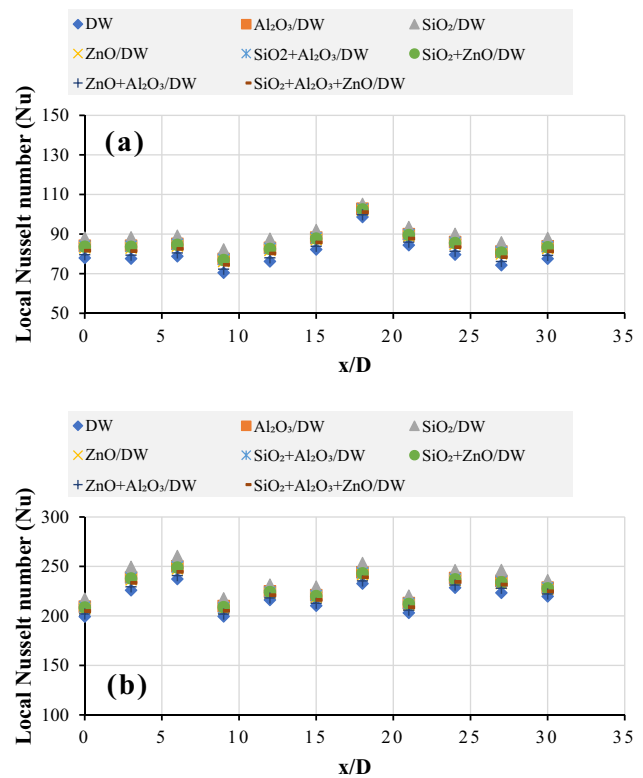 DW Al₂O₃/DW SiO₂/DW
ZnO/DW SiO2+Al₂O₃/DW SiO₂+ZnO/DW
ZnO+Al₂O₃/DW SiO₂+Al₂O₃+ZnO/DW
Local Nusselt number (Nu)
150
130
110
90
70
50
(a)
0 5 10 15 20 25 30 35
x/D
DW Al₂O₃/DW SiO₂/DW
ZnO/DW SiO₂+Al₂O₃/DW SiO₂+ZnO/DW
ZnO+Al₂O₃/DW SiO₂+Al₂O₃+ZnO/DW
Local Nusselt number (Nu)
300
250
200
150
100
(b)
0 5 10 15 20 25 30 35
x/D